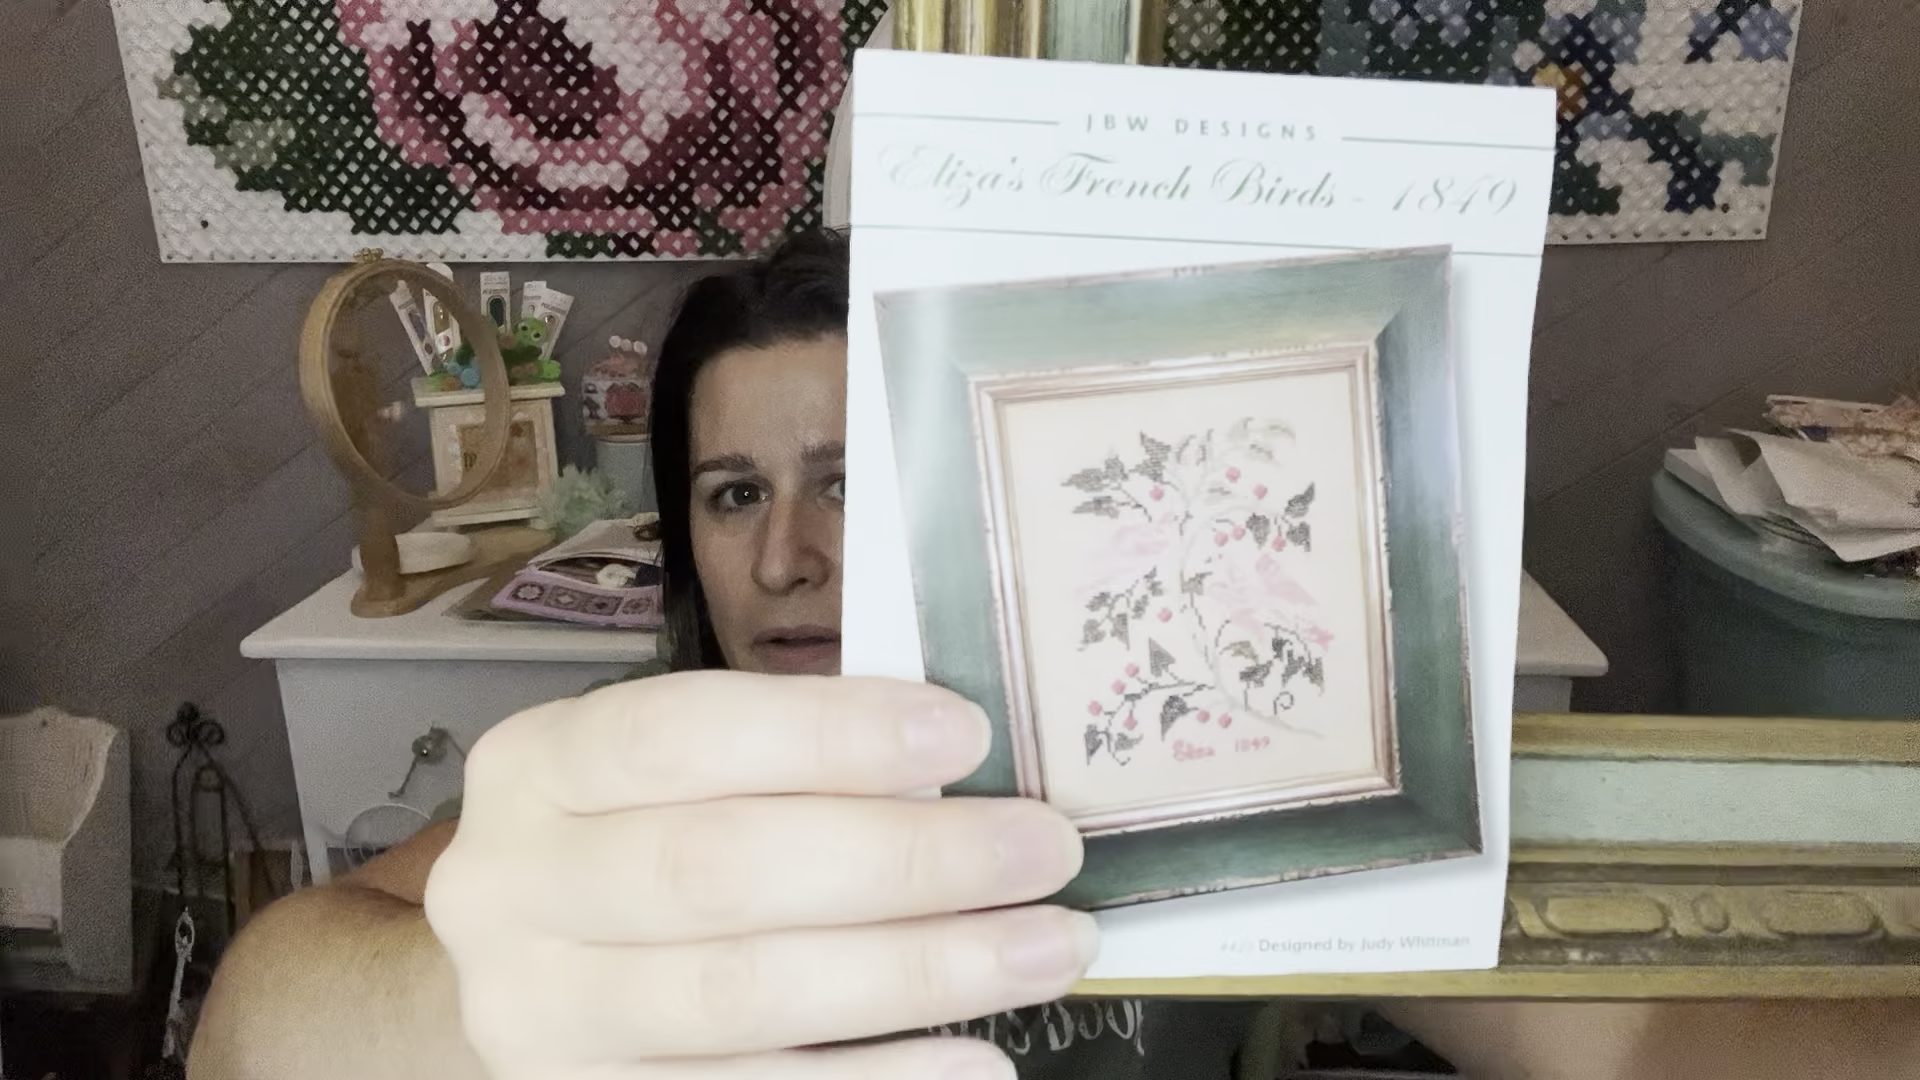 JBW DESIGNS
Eliza's French Birds - 1849
Eliza 1849
Designed by Judy Whitman